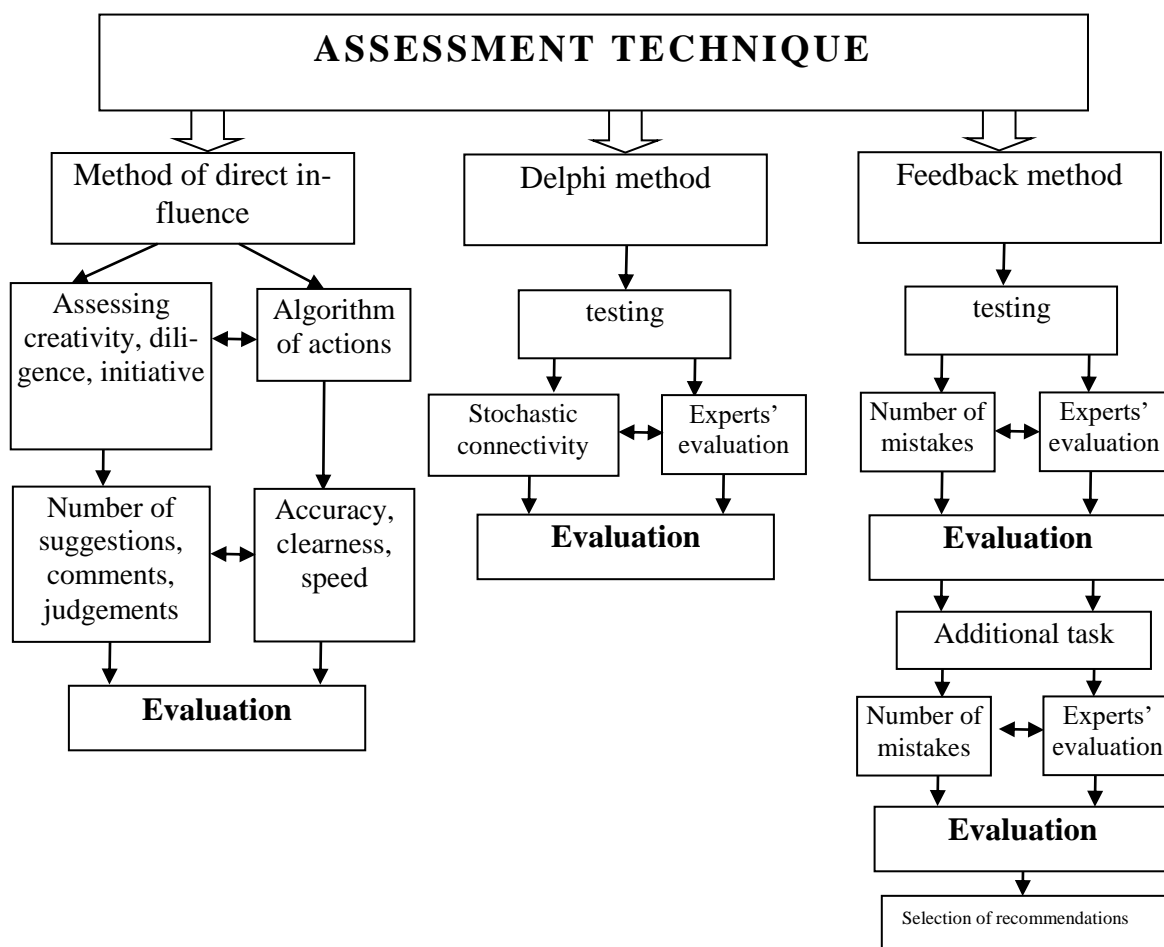 ASSESSMENT TECHNIQUE
Method of direct in-
fluence
Assessing
creativity, dili-
gence, initiative
Algorithm
of actions
Number of
suggestions,
comments,
judgements
Accuracy,
clearness,
speed
Evaluation
Delphi method
testing
Stochastic
connectivity
Experts’
evaluation
Evaluation
Feedback method
testing
Number of
mistakes
Experts’
evaluation
Evaluation
Additional task
Number of
mistakes
Experts’
evaluation
Evaluation
Selection of recommendations